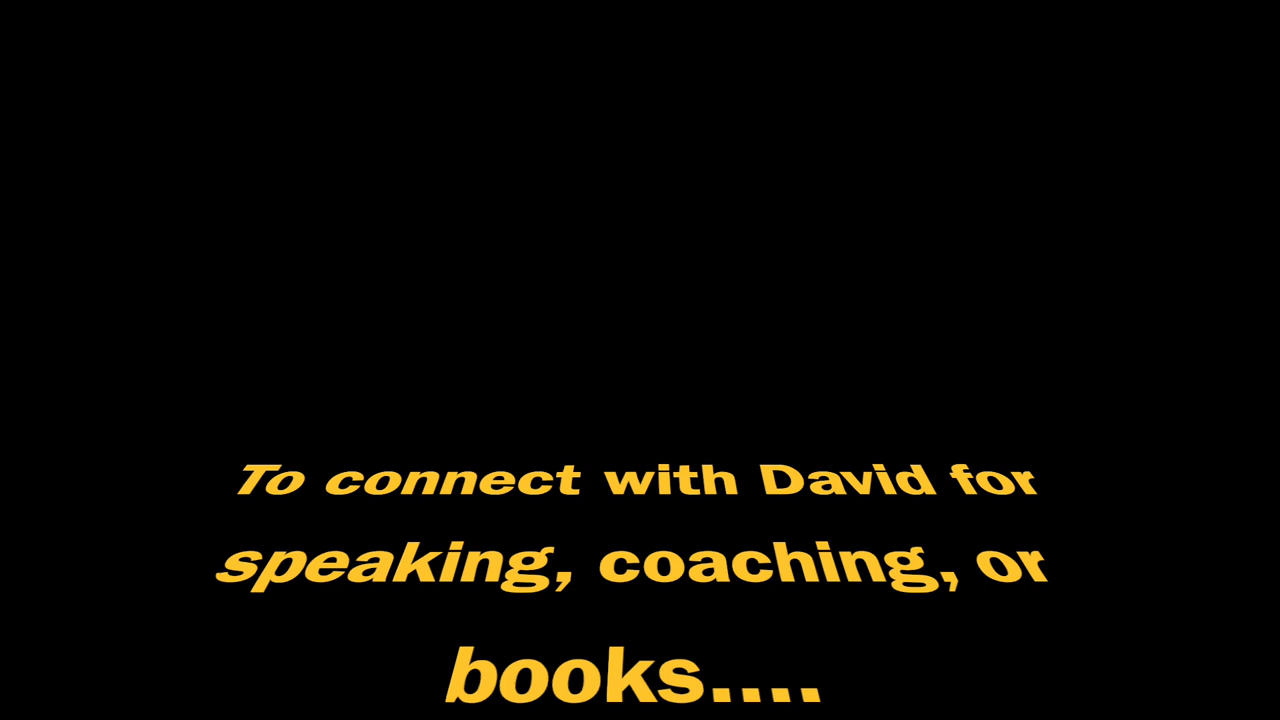 To connect with David for
speaking, coaching, or
books....